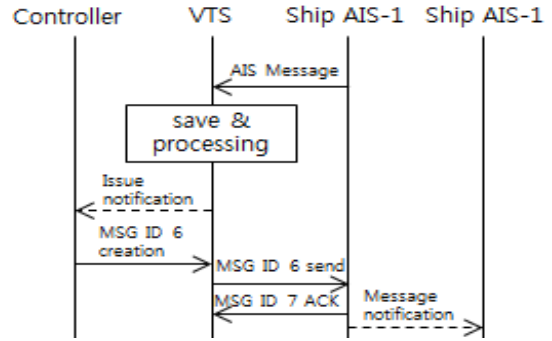 Controller VTS Ship AIS-1 Ship AIS-1
AIS Message
save &
processing
Issue
notification
MSG ID 6
creation
MSG ID 6 send
MSG ID 7 ACK
Message
notification